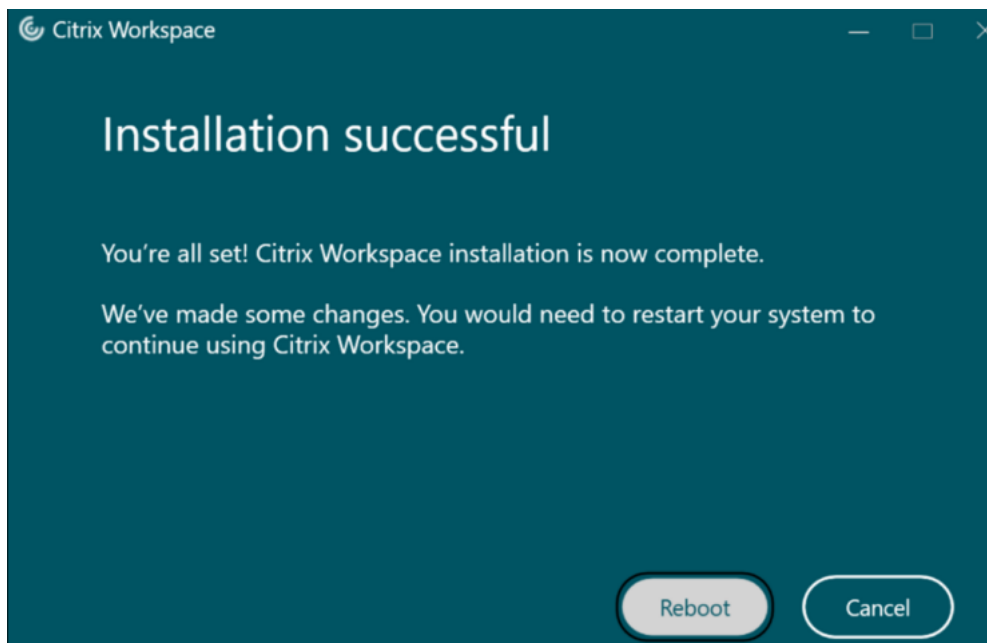 Citrix Workspace
Installation successful
You’re all set! Citrix Workspace installation is now complete.
We’ve made some changes. You would need to restart your system to
continue using Citrix Workspace.
Reboot
Cancel